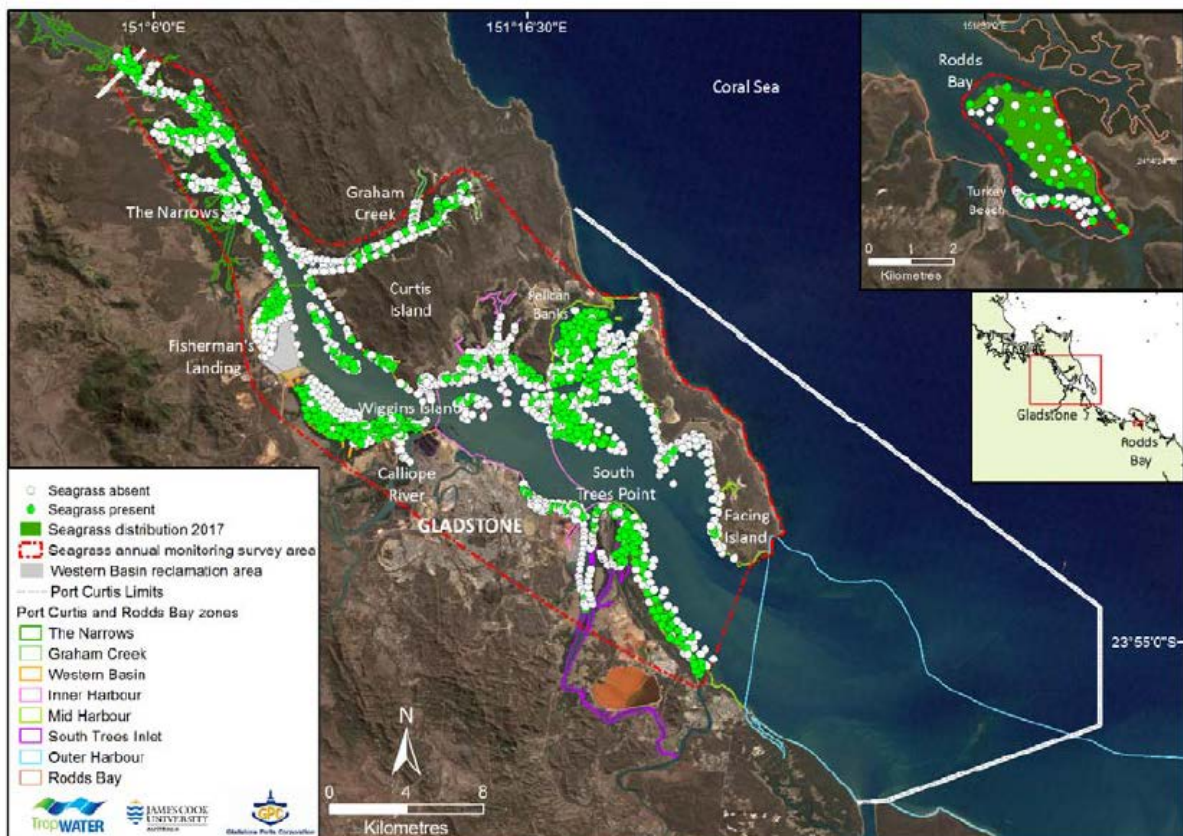 151°6'0"E
151°16'30"E
Coral Sea
Rodds
Bay
24°4'24"S
Turkey
Beach
0 1 2
Kilometres
Graham
Creek
The Narrows
Curtis
Island
Pelican
Banks
Fisherman's
Landing
Wiggins Island
Gladstone
Rodds
Bay
Calliope
River
South
Trees Point
GLADSTONE
Facing
Island
23°55'0"S
Seagrass absent
Seagrass present
Seagrass distribution 2017
Seagrass annual monitoring survey area
Western Basin reclamation area
Port Curtis Limits
Port Curtis and Rodds Bay zones
The Narrows
Graham Creek
Western Basin
Inner Harbour
Mid Harbour
South Trees Inlet
Outer Harbour
Rodds Bay
N
0 4 8
Kilometres
TropWATER
JAMES COOK
UNIVERSITY
AUSTRALIA
GPC
Gladstone Ports Corporation